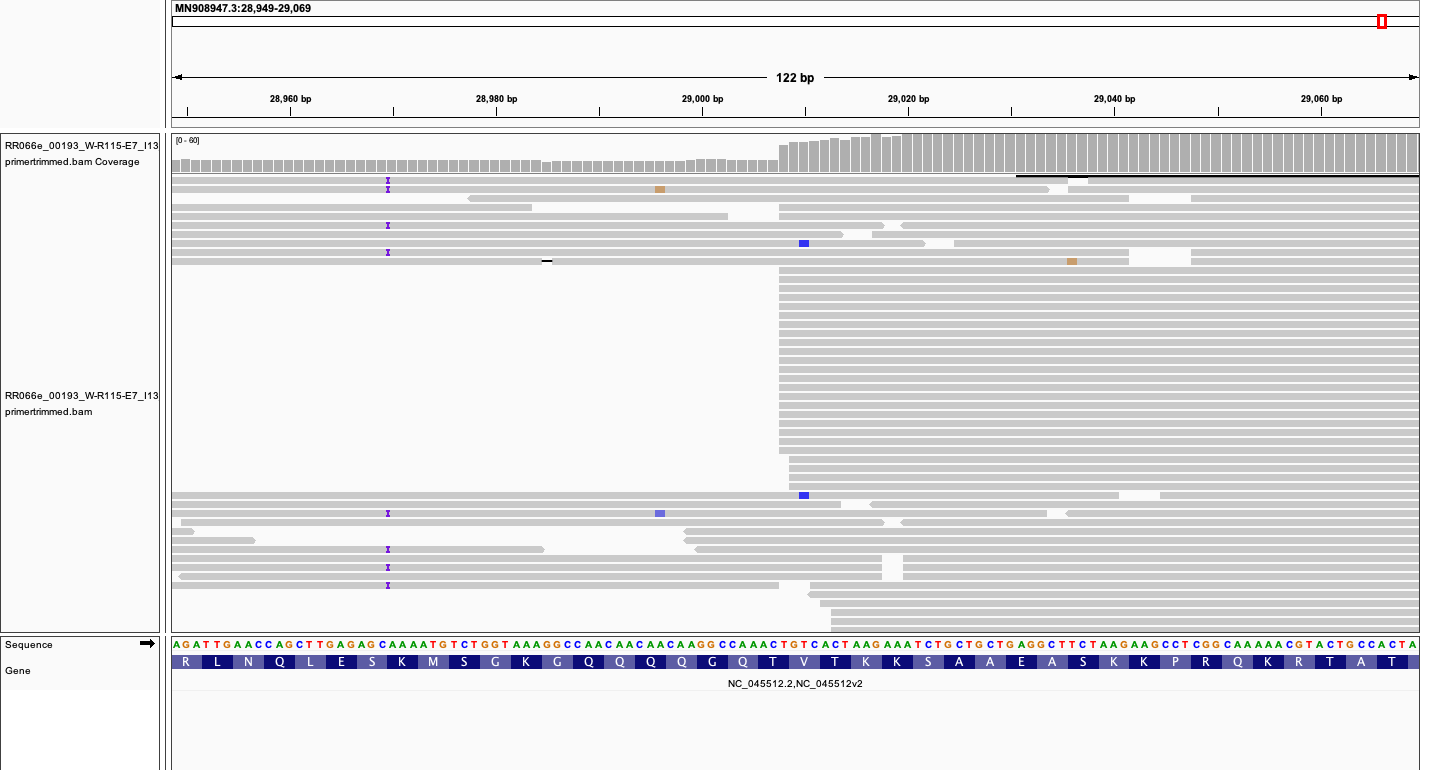 MN908947.3:28,949-29,069
122 bp
28,960 bp 28,980 bp 29,000 bp 29,020 bp 29,040 bp 29,060 bp
RR066e_00193_W-R115-E7_I13
primertrimmed.bam Coverage
[0 - 60]
RR066e_00193_W-R115-E7_I13
primertrimmed.bam
Sequence
AGATTGAACCAGCTTGAGAGCAAAATGTCTGGTAAAGGCCAACAACAACAAGGCCAAACTGTCACTAAGAAATCTGCTGCTGAGGCTTCTAAGAAGCCTCGGCAAAAACGTACTGCCACTA
Gene
R L N Q L E S K M S G K G Q Q Q Q G Q T V T K K S A A E A S K K P R Q K R T A T
NC_045512.2,NC_045512v2